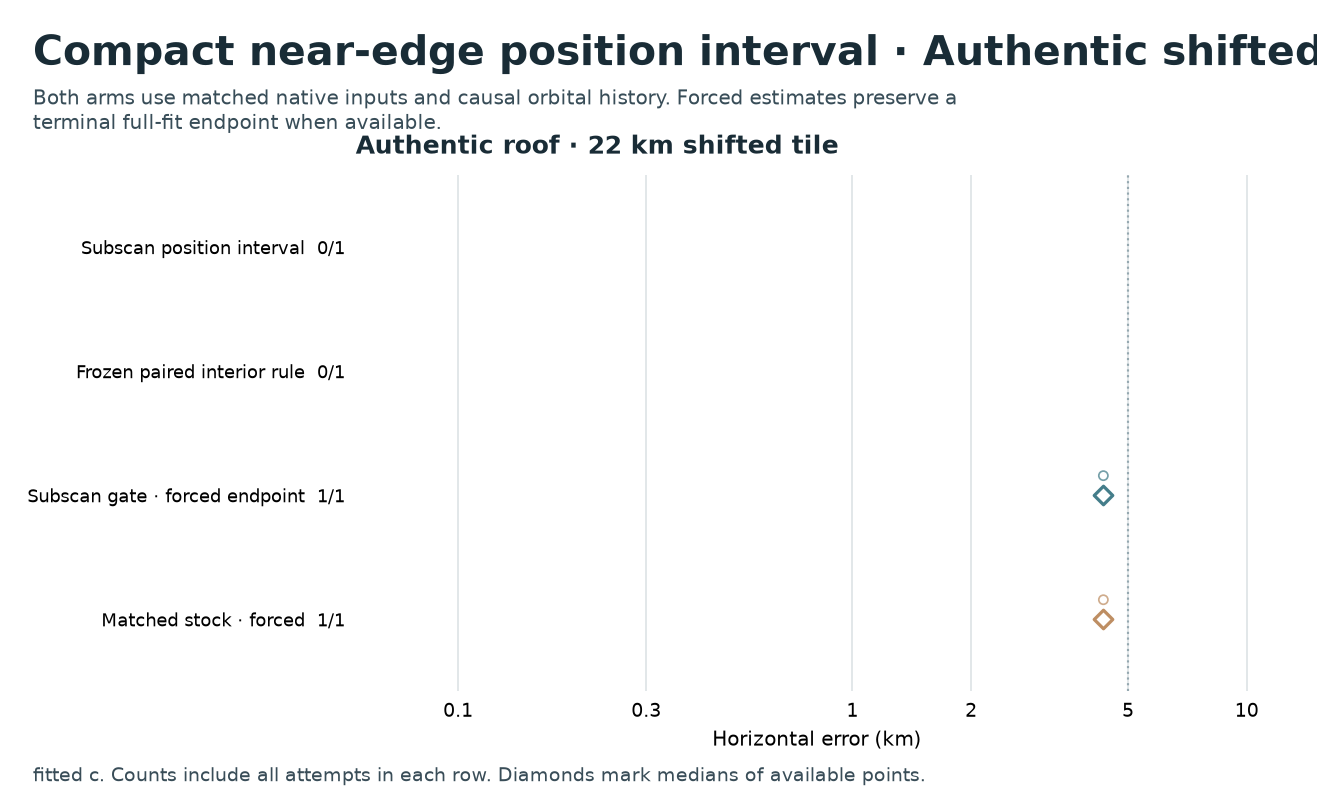 Compact near-edge position interval · Authentic shifted
Both arms use matched native inputs and causal orbital history. Forced estimates preserve a
terminal full-fit endpoint when available.
Authentic roof · 22 km shifted tile
Subscan position interval 0/1
Frozen paired interior rule 0/1
Subscan gate · forced endpoint 1/1
Matched stock · forced 1/1
0.1 0.3 1 2 5 10
Horizontal error (km)
fitted c. Counts include all attempts in each row. Diamonds mark medians of available points.